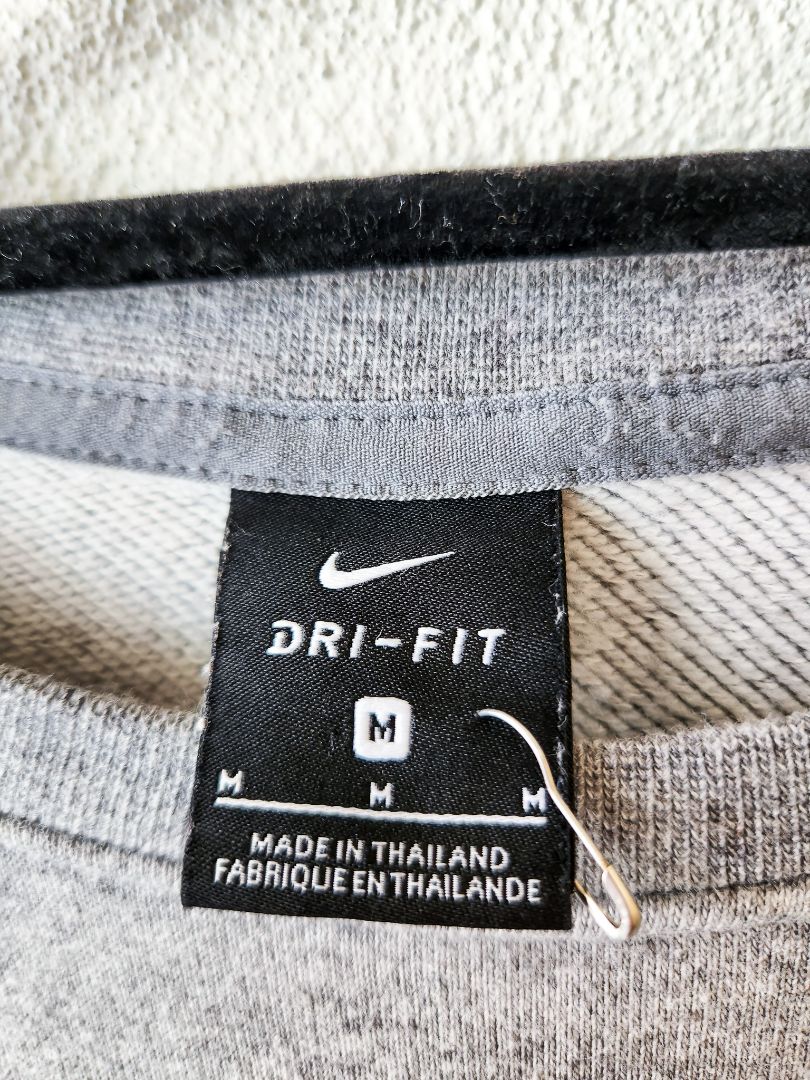 DRI-FIT
M
M M M
MADE IN THAILAND
FABRIQUE EN THAILANDE